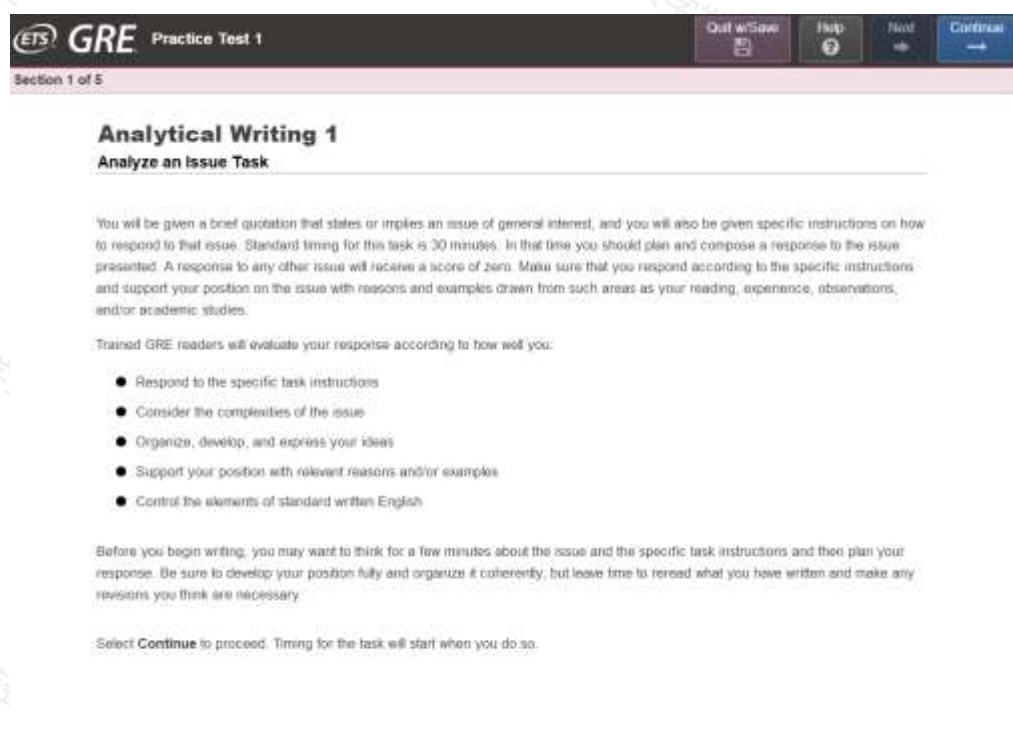 ETS GRE Practice Test 1 Quit w/Save Help Next Continue
Section 1 of 5
Analytical Writing 1
Analyze an Issue Task
You will be given a brief quotation that states or implies an issue of general interest, and you will also be given specific instructions on how
to respond to that issue. Standard timing for this task is 30 minutes. In that time you should plan and compose a response to the issue
presented. A response to any other issue will receive a score of zero. Make sure that you respond according to the specific instructions
and support your position on the issue with reasons and examples drawn from such areas as your reading, experience, observations,
and/or academic studies.
Trained GRE readers will evaluate your response according to how well you:
● Respond to the specific task instructions
● Consider the complexities of the issue
● Organize, develop, and express your ideas
● Support your position with relevant reasons and/or examples
● Control the elements of standard written English
Before you begin writing, you may want to think for a few minutes about the issue and the specific task instructions and then plan your
response. Be sure to develop your position fully and organize it coherently, but leave time to reread what you have written and make any
revisions you think are necessary.
Select Continue to proceed. Timing for the task will start when you do so.